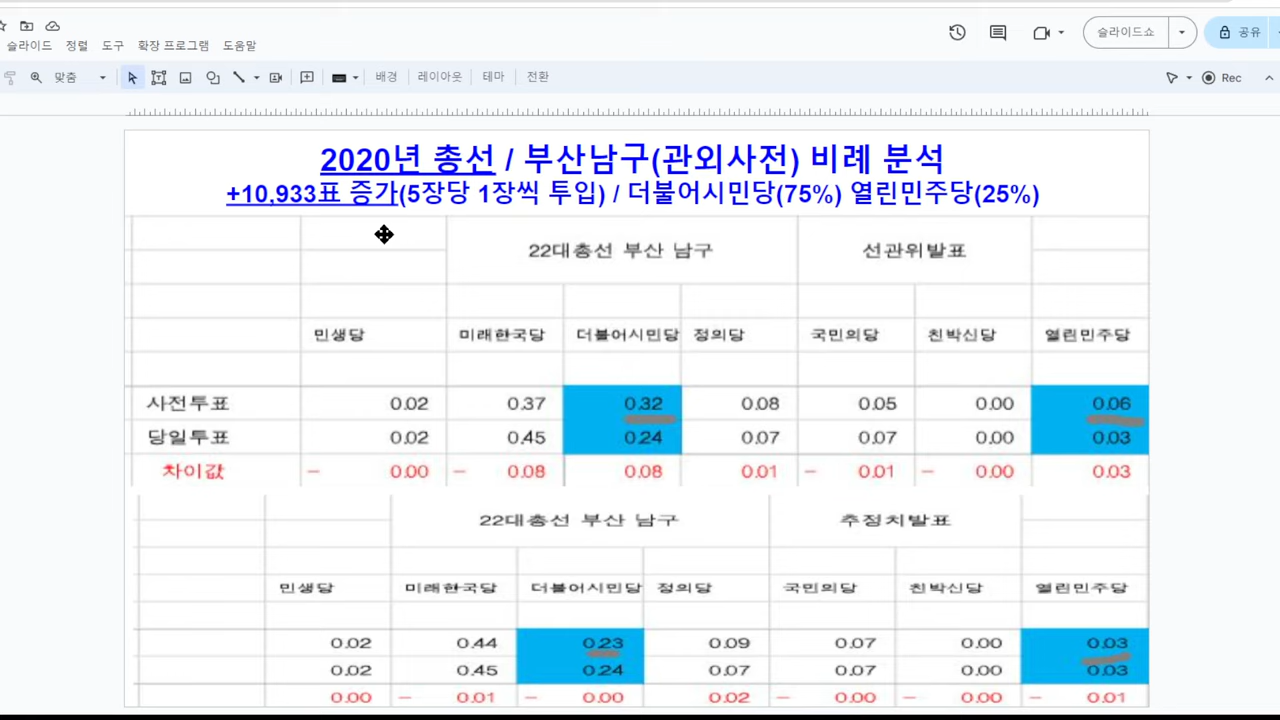 슬라이드 정렬 도구 확장 프로그램 도움말
슬라이드쇼 공유
맞춤 배경 레이아웃 테마 전환 Rec
2020년 총선 / 부산남구(관외사전) 비례 분석
+10,933표 증가(5장당 1장씩 투입) / 더불어시민당(75%) 열린민주당(25%)
22대총선 부산 남구 선관위발표
민생당 미래한국당 더불어시민당 정의당 국민의당 친박신당 열린민주당
사전투표 0.02 0.37 0.32 0.08 0.05 0.00 0.06
당일투표 0.02 0.45 0.24 0.07 0.07 0.00 0.03
차이값 – 0.00 – 0.08 0.08 0.01 – 0.01 – 0.00 0.03
22대총선 부산 남구 추정치발표
민생당 미래한국당 더불어시민당 정의당 국민의당 친박신당 열린민주당
0.02 0.44 0.23 0.09 0.07 0.00 0.03
0.02 0.45 0.24 0.07 0.07 0.00 0.03
0.00 – 0.01 – 0.00 0.02 – 0.00 – 0.00 – 0.01